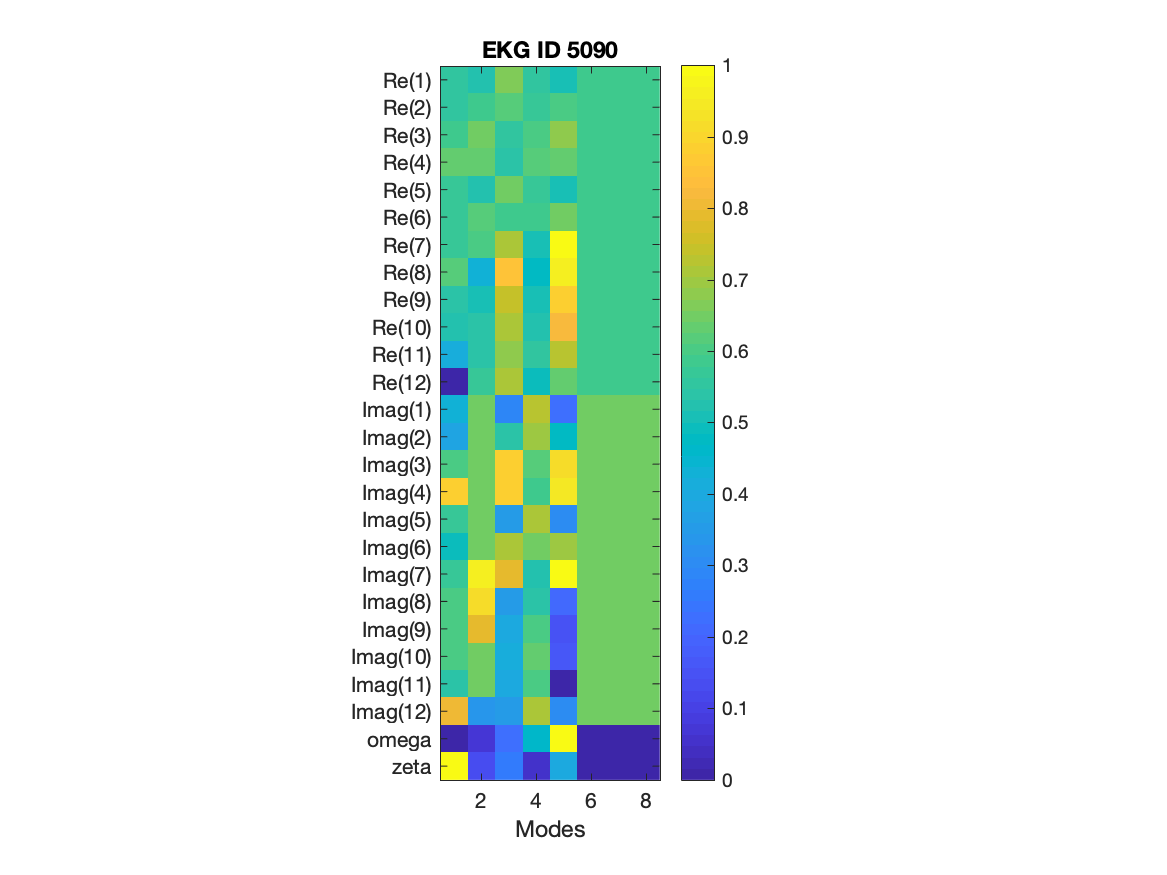 EKG ID 5090
Re(1)
Re(2)
Re(3)
Re(4)
Re(5)
Re(6)
Re(7)
Re(8)
Re(9)
Re(10)
Re(11)
Re(12)
Imag(1)
Imag(2)
Imag(3)
Imag(4)
Imag(5)
Imag(6)
Imag(7)
Imag(8)
Imag(9)
Imag(10)
Imag(11)
Imag(12)
omega
zeta
2 4 6 8
Modes
1
0.9
0.8
0.7
0.6
0.5
0.4
0.3
0.2
0.1
0